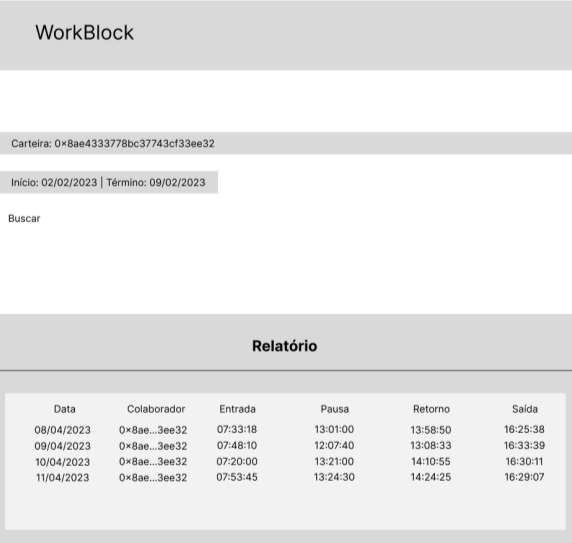 WorkBlock
Carteira: 0×8ae4333778bc37743cf33ee32
Início: 02/02/2023 | Término: 09/02/2023
Buscar
Relatório
Data Colaborador Entrada Pausa Retorno Saída
08/04/2023 0×8ae...3ee32 07:33:18 13:01:00 13:58:50 16:25:38
09/04/2023 0×8ae...3ee32 07:48:10 12:07:40 13:08:33 16:33:39
10/04/2023 0×8ae...3ee32 07:20:00 13:21:00 14:10:55 16:30:11
11/04/2023 0×8ae...3ee32 07:53:45 13:24:30 14:24:25 16:29:07